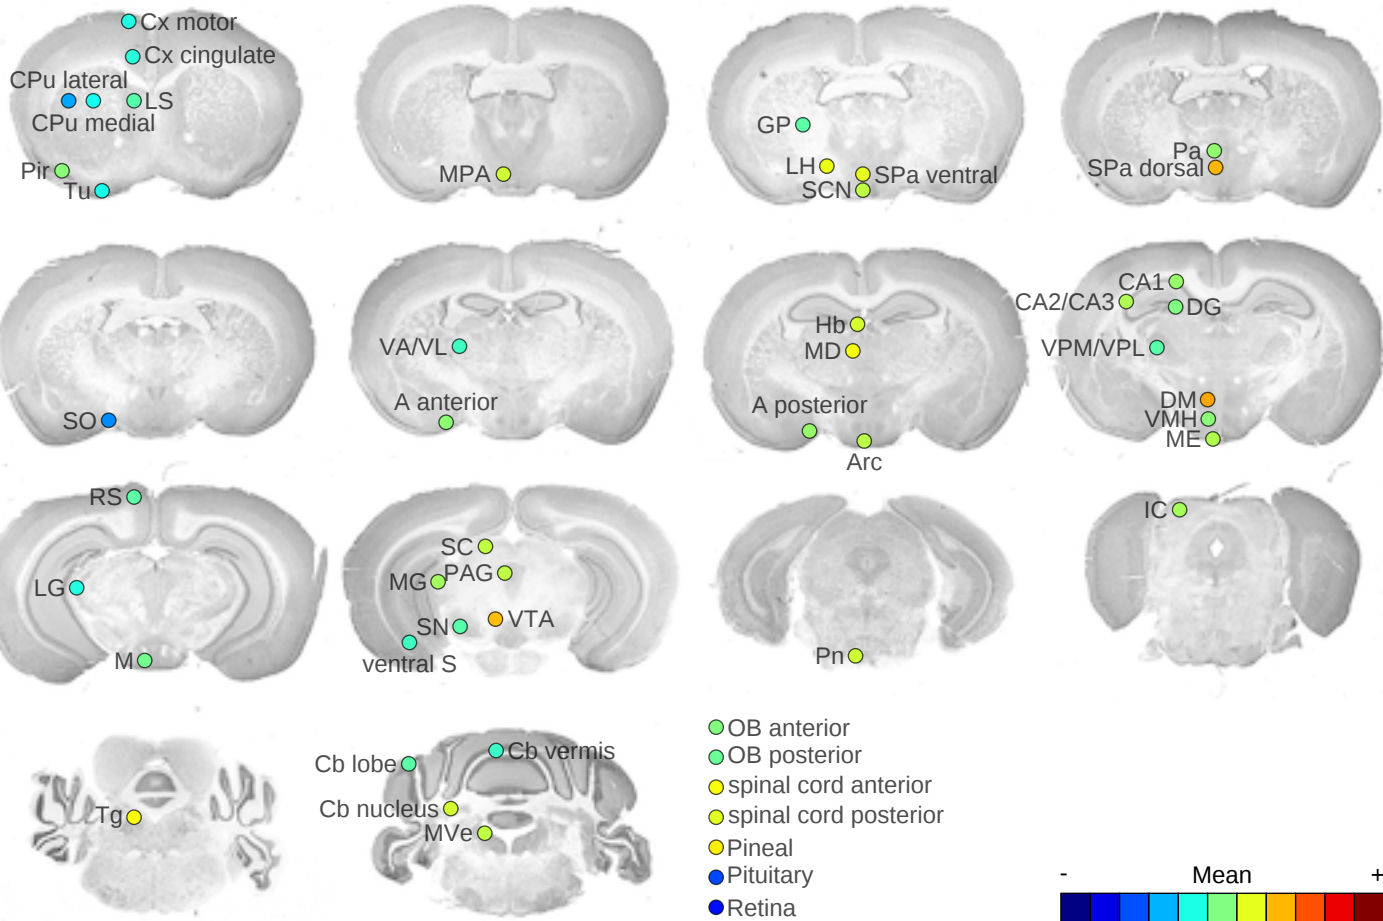 Cx motor
Cx cingulate
CPu lateral
LS
CPu medial
Pir
Tu
MPA
GP
LH
SPa ventral
SCN
Pa
SPa dorsal
SO
VA/VL
A anterior
Hb
MD
A posterior
Arc
CA1
CA2/CA3
DG
VPM/VPL
DM
VMH
ME
RS
LG
M
SC
PAG
MG
VTA
SN
ventral S
Pn
IC
Tg
Cb vermis
Cb lobe
Cb nucleus
MVe
OB anterior
OB posterior
spinal cord anterior
spinal cord posterior
Pineal
Pituitary
Retina
- Mean +